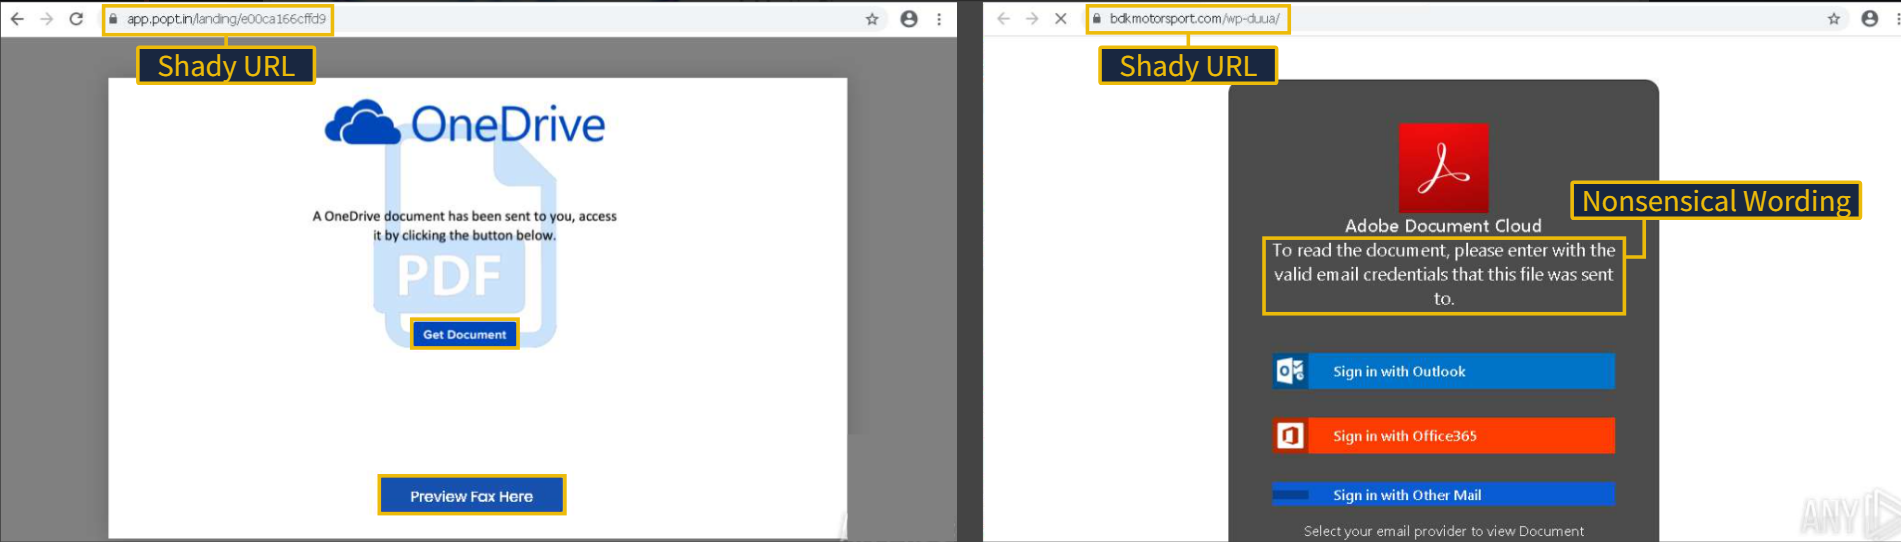 app.popt.in/landing/e00ca166cffd9
Shady URL
OneDrive
A OneDrive document has been sent to you, access
it by clicking the button below.
PDF
Get Document
Preview Fax Here
bdkmotorsport.com/wp-duua/
Shady URL
Adobe Document Cloud
Nonsensical Wording
To read the document, please enter with the
valid email credentials that this file was sent
to.
Sign in with Outlook
Sign in with Office365
Sign in with Other Mail
Select your email provider to view Document
ANY